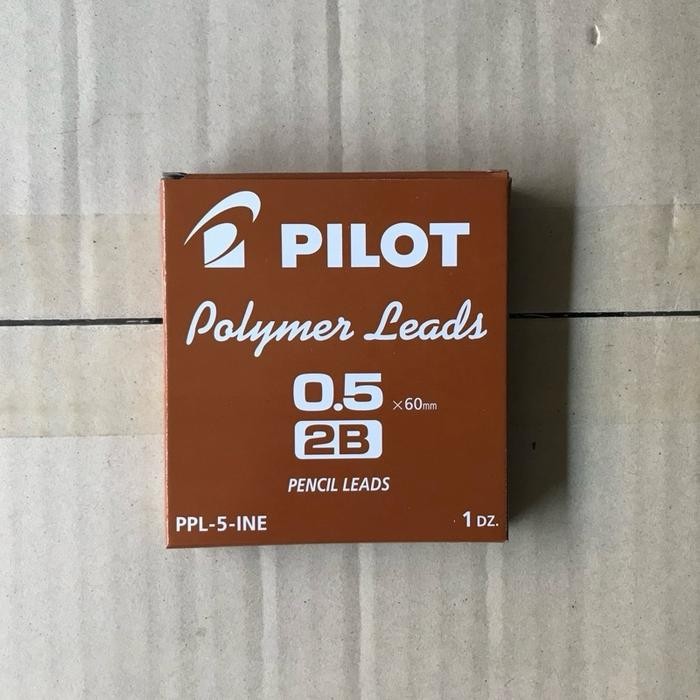 PILOT
Polymer Leads
0.5 ×60mm
2B
PENCIL LEADS
PPL-5-INE 1 DZ.